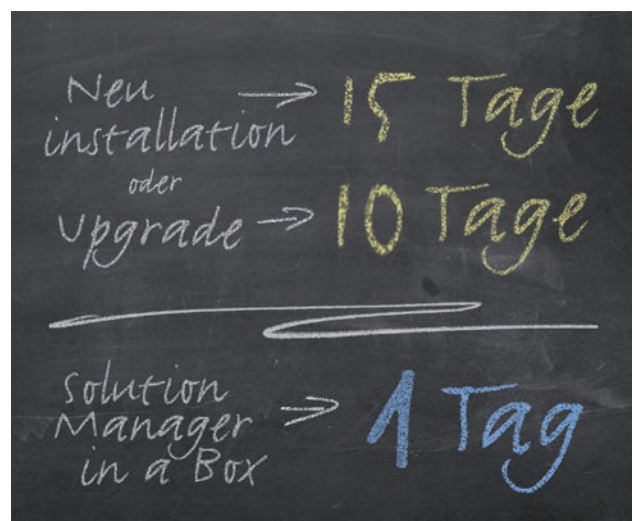 Neu → 15 Tage
installation
oder
Upgrade → 10 Tage
Solution
Manager → 1 Tag
in a Box